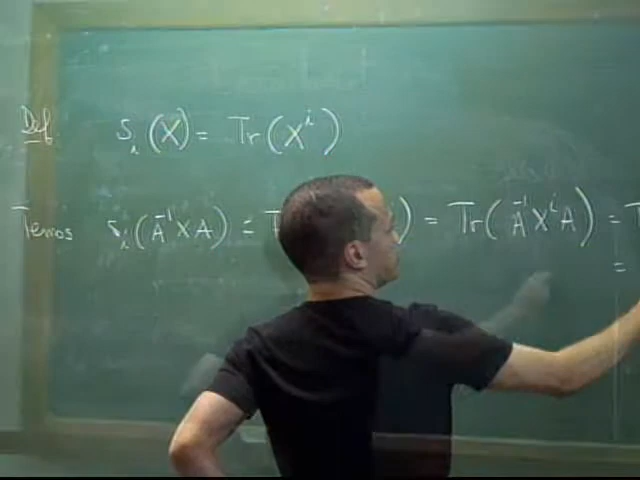 Def. s_i(X) = Tr(X^i)
Temos s_i(A^{-1}XA) = T ) = Tr(A^{-1}X^iA) = T
=